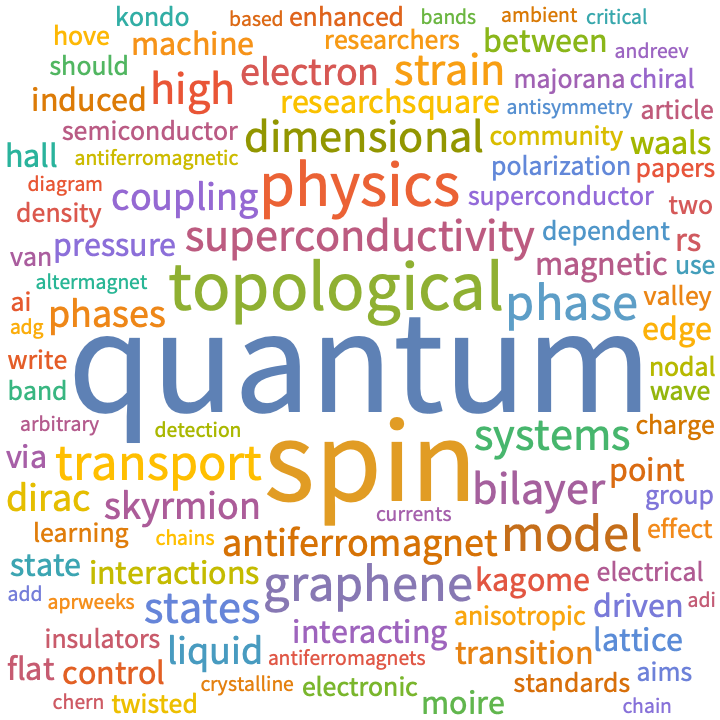 kondo based enhanced bands ambient critical
hove machine researchers between andreev
should high electron strain majorana chiral
induced researchsquare antisymmetry article
semiconductor dimensional community waals
hall antiferromagnetic polarization papers
diagram coupling physics superconductor two
density superconductivity dependent rs
van pressure magnetic use
altermagnet topological phase valley
ai phases edge
adg quantum nodal
write wave
band charge
arbitrary detection systems
via transport spin bilayer point
dirac skyrmion currents group
learning chains antiferromagnet model effect
state interactions graphene kagome electrical
add aprweeks states anisotropic driven adi
insulators liquid interacting transition lattice
flat control antiferromagnets standards aims
chern twisted crystalline electronic moire chain